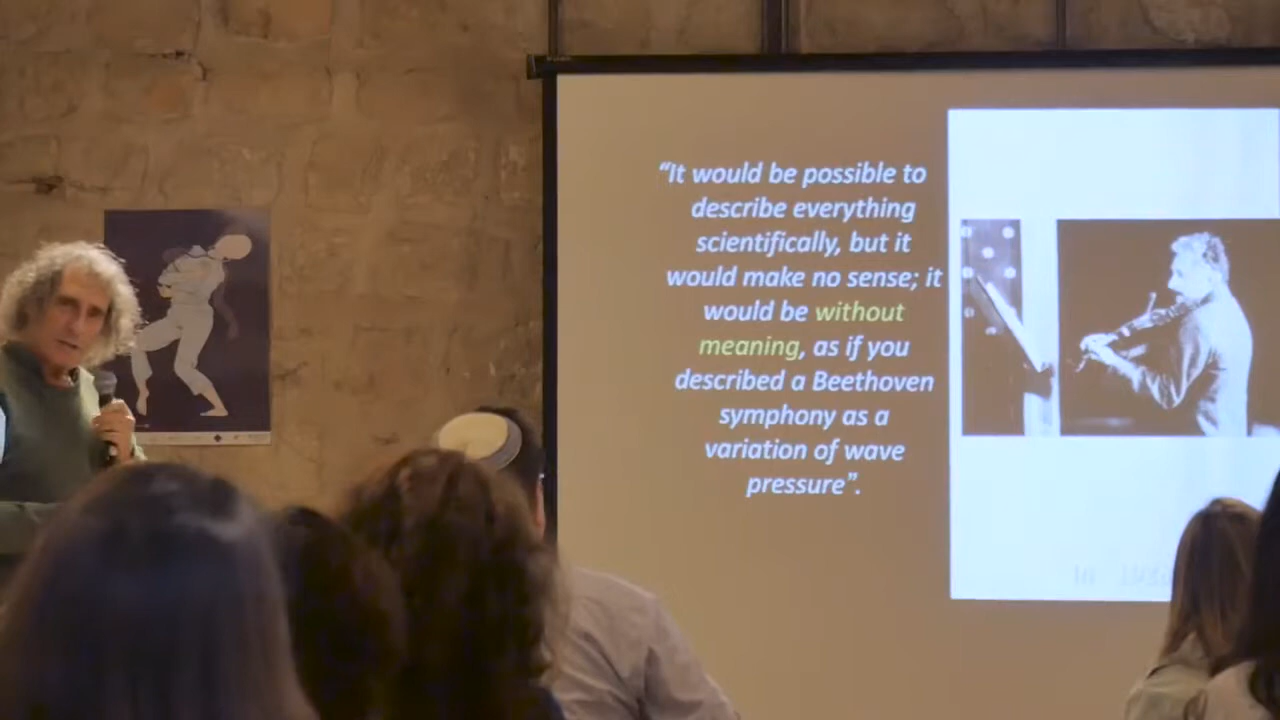 “It would be possible to
describe everything
scientifically, but it
would make no sense; it
would be without
meaning, as if you
described a Beethoven
symphony as a
variation of wave
pressure”.